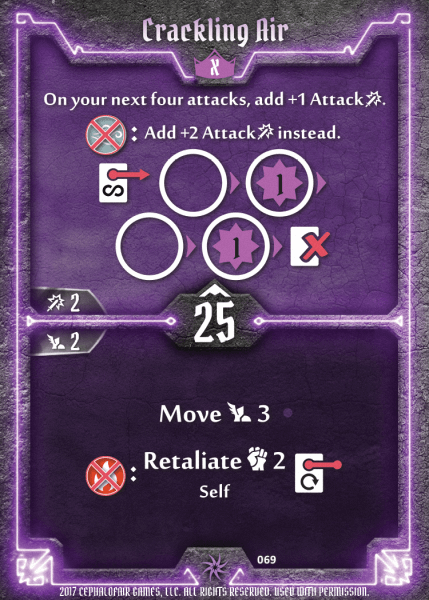 Crackling Air
X
On your next four attacks, add +1 Attack.
: Add +2 Attack instead.
1
1
2
25
2
Move 3
: Retaliate 2
Self
069
2017 CEPHALOFAIR GAMES, LLC. ALL RIGHTS RESERVED. USED WITH PERMISSION.